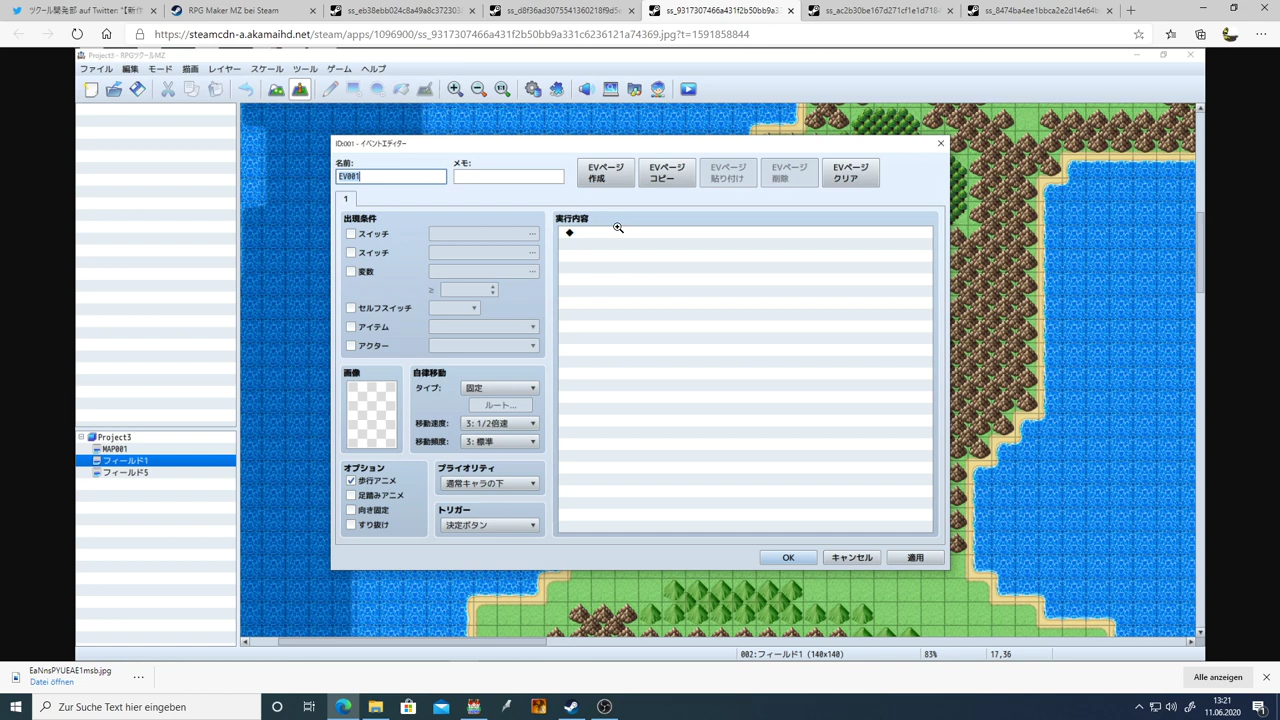 ツクール開発部 auf Twitter: "【新作
RPG Maker MZ bei Steam
ss_eb38ebb024c8a49a8c372303
d8f36ad3075541360218f9d5c
ss_9317307466a431f2b50bb9a33
ss_ac2b30be167d271cf1e1d7184
ss_8474ba4ee1bbca2e2d14e64b
https://steamcdn-a.akamaihd.net/steam/apps/1096900/ss_9317307466a431f2b50bb9a331c6236121a74369.jpg?t=1591858844
Project3 - RPGツクールMZ
ファイル 編集 モード 描画 レイヤー スケール ツール ゲーム ヘルプ
ID:001 - イベントエディター
名前:
メモ:
EV001
EVページ
作成
EVページ
コピー
EVページ
貼り付け
EVページ
削除
EVページ
クリア
1
出現条件
スイッチ ...
スイッチ ...
変数 ...
≥
セルフスイッチ
アイテム
アクター
画像
自律移動
タイプ: 固定
ルート...
移動速度: 3: 1/2倍速
移動頻度: 3: 標準
オプション
歩行アニメ
足踏みアニメ
向き固定
すり抜け
プライオリティ
通常キャラの下
トリガー
決定ボタン
実行内容
◆
OK
キャンセル
適用
Project3
MAP001
フィールド1
フィールド5
002:フィールド1 (140x140)
83%
17,36
EaNnsPYUEAE1msb.jpg
Datei öffnen
Alle anzeigen
Zur Suche Text hier eingeben
13:21
11.06.2020
1